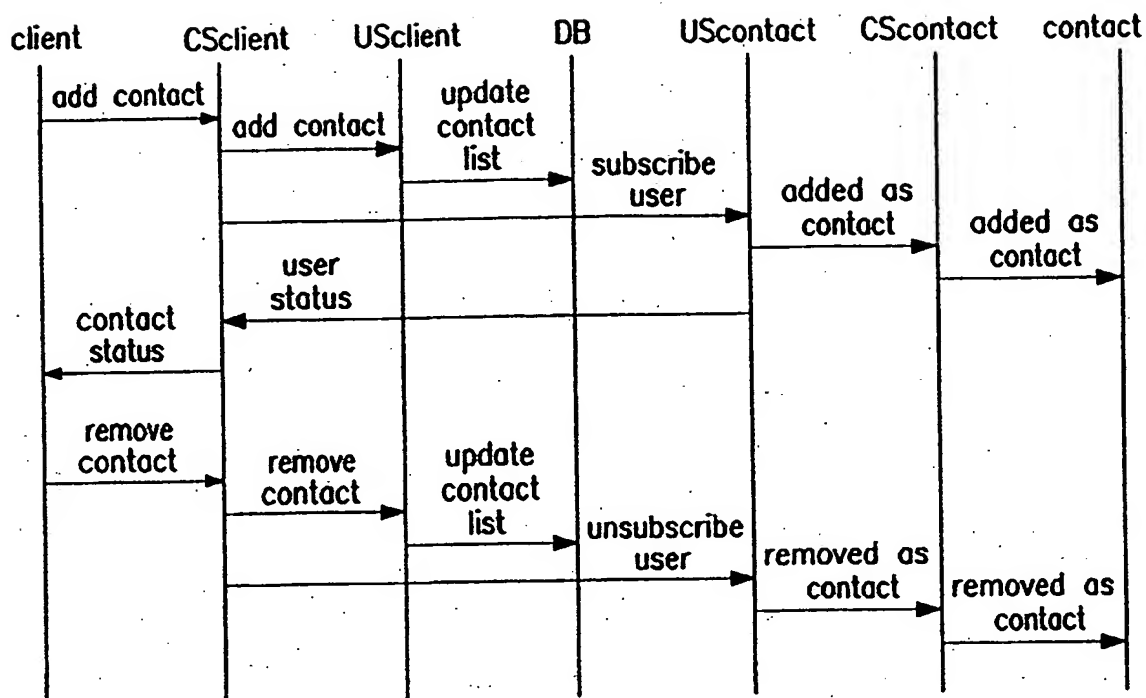 client CSclient USclient DB UScontact CScontact contact
add contact
add contact
update
contact
list
subscribe
user
added as
contact
added as
contact
user
status
contact
status
remove
contact
remove
contact
update
contact
list
unsubscribe
user
removed as
contact
removed as
contact